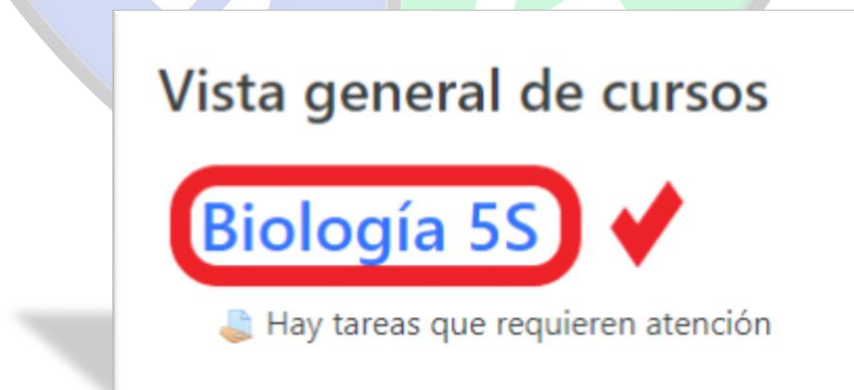 Vista general de cursos
Biología 5S
Hay tareas que requieren atención